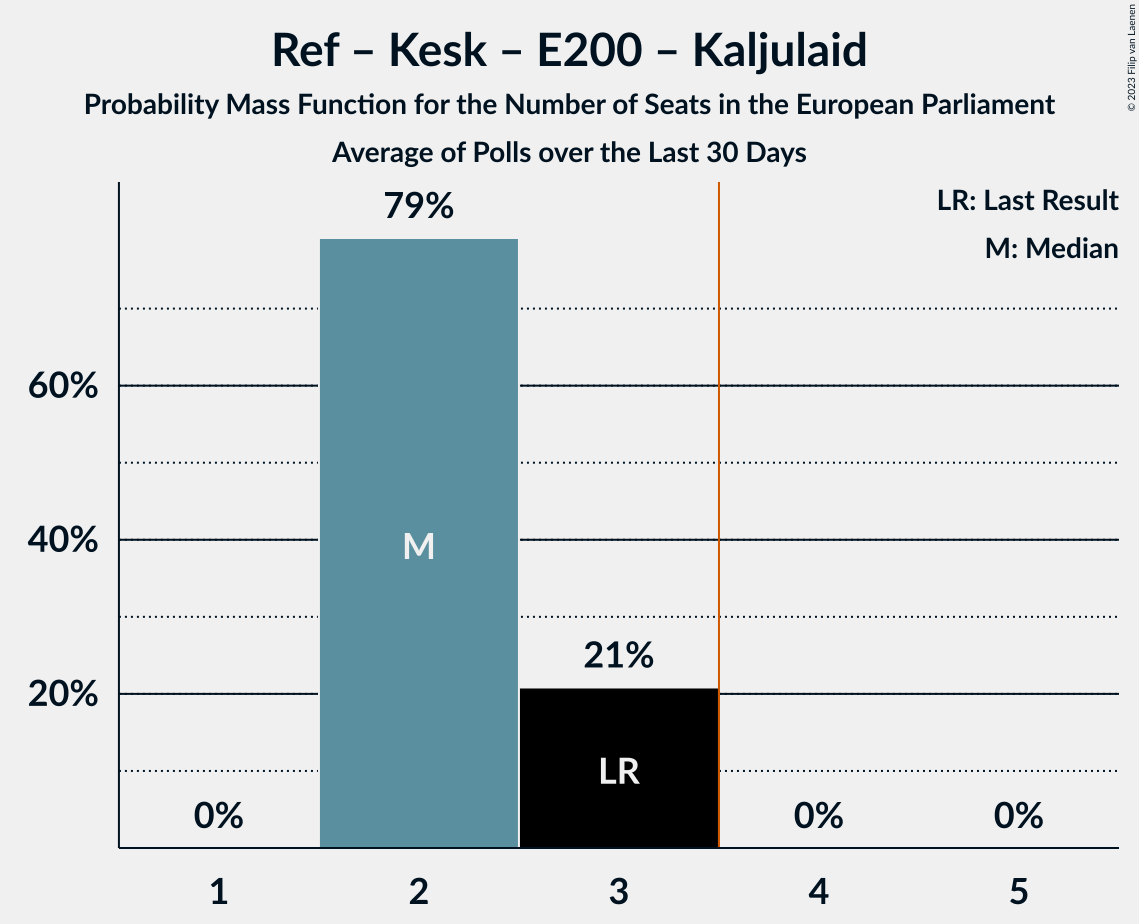 Ref – Kesk – E200 – Kaljulaid
Probability Mass Function for the Number of Seats in the European Parliament
Average of Polls over the Last 30 Days
© 2023 Filip van Laenen
LR: Last Result
M: Median
79%
60%
40%
20%
M
21%
LR
0%
0%
0%
1
2
3
4
5